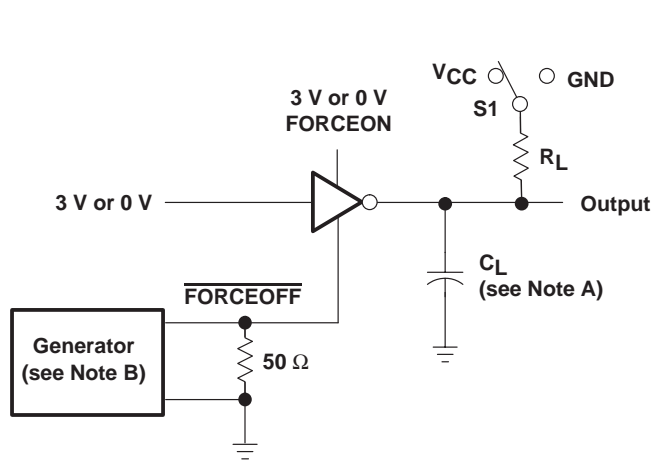 VCC
GND
S1
3 V or 0 V
FORCEON
RL
3 V or 0 V
Output
CL
(see Note A)
FORCEOFF
Generator
(see Note B)
50 Ω